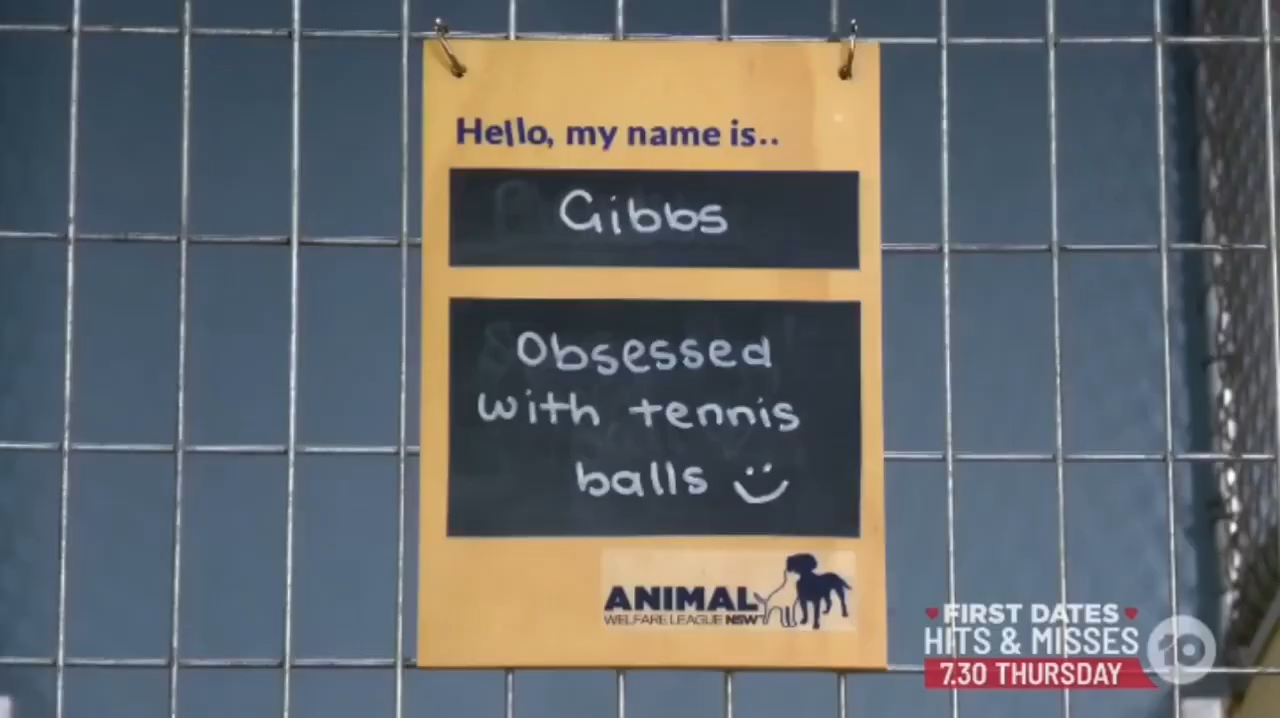 Hello, my name is..
Gibbs
Obsessed
with tennis
balls
ANIMAL
WELFARE LEAGUE NSW
FIRST DATES
HITS & MISSES
7.30 THURSDAY
10